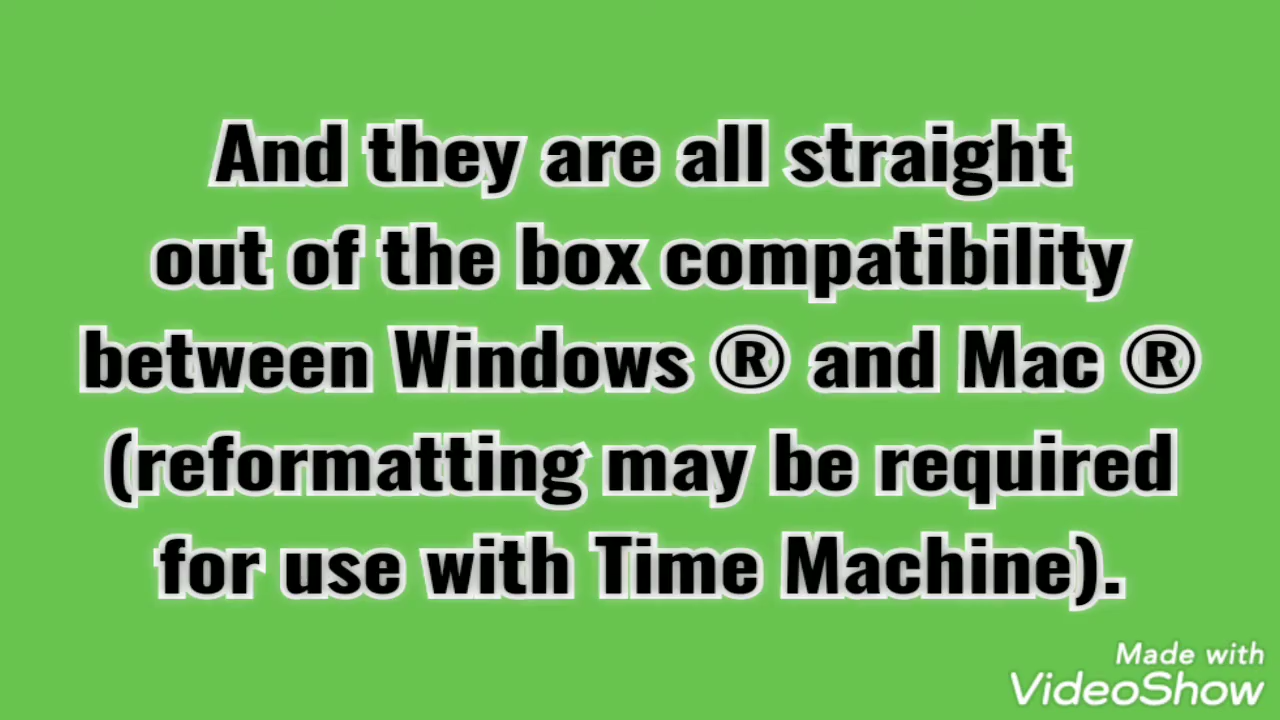 And they are all straight
out of the box compatibility
between Windows ® and Mac ®
(reformatting may be required
for use with Time Machine).
Made with
VideoShow